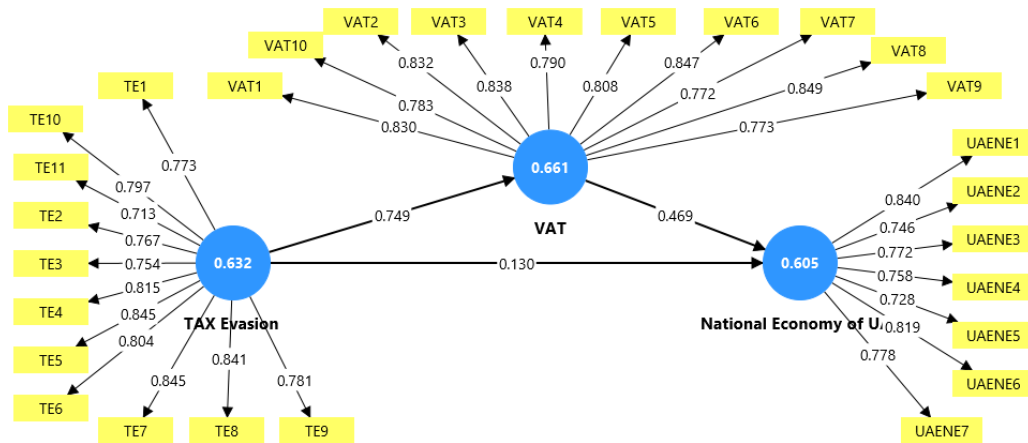 VAT2
VAT3
VAT4
VAT5
VAT6
VAT7
VAT10
VAT8
VAT1
VAT9
TE1
TE10
TE11
TE2
TE3
TE4
TE5
TE6
TE7
TE8
TE9
0.832
0.838
0.790
0.808
0.847
0.772
0.849
0.783
0.830
0.773
0.773
0.797
0.713
0.767
0.754
0.815
0.845
0.804
0.845
0.841
0.781
0.661
VAT
0.749
0.469
0.130
0.632
TAX Evasion
0.605
National Economy of
UAENE1
UAENE2
UAENE3
UAENE4
UAENE5
UAENE6
UAENE7
0.840
0.746
0.772
0.758
0.728
0.819
0.778